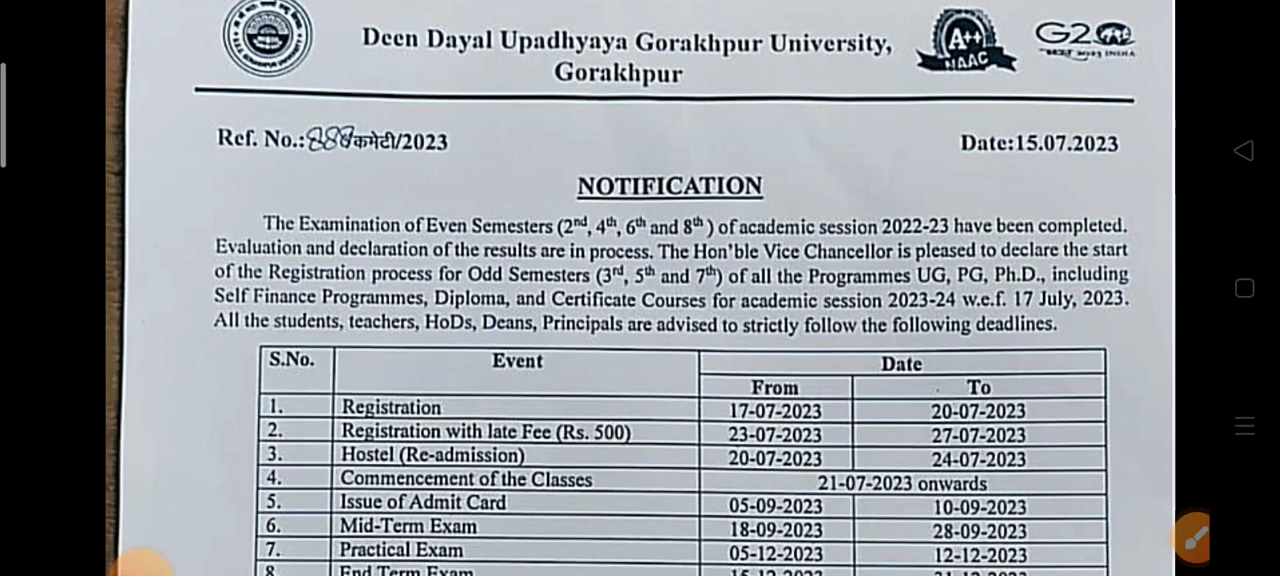 Deen Dayal Upadhyaya Gorakhpur University,
Gorakhpur
A++
NAAC
G20
Ref. No.: कमेटी/2023
Date:15.07.2023
NOTIFICATION
The Examination of Even Semesters (2nd, 4th, 6th and 8th ) of academic session 2022-23 have been completed.
Evaluation and declaration of the results are in process. The Hon'ble Vice Chancellor is pleased to declare the start
of the Registration process for Odd Semesters (3rd, 5th and 7th) of all the Programmes UG, PG, Ph.D., including
Self Finance Programmes, Diploma, and Certificate Courses for academic session 2023-24 w.e.f. 17 July, 2023.
All the students, teachers, HoDs, Deans, Principals are advised to strictly follow the following deadlines.
S.No. Event Date
From To
1. Registration 17-07-2023 20-07-2023
2. Registration with late Fee (Rs. 500) 23-07-2023 27-07-2023
3. Hostel (Re-admission) 20-07-2023 24-07-2023
4. Commencement of the Classes 21-07-2023 onwards
5. Issue of Admit Card 05-09-2023 10-09-2023
6. Mid-Term Exam 18-09-2023 28-09-2023
7. Practical Exam 05-12-2023 12-12-2023
8. End Term Exam